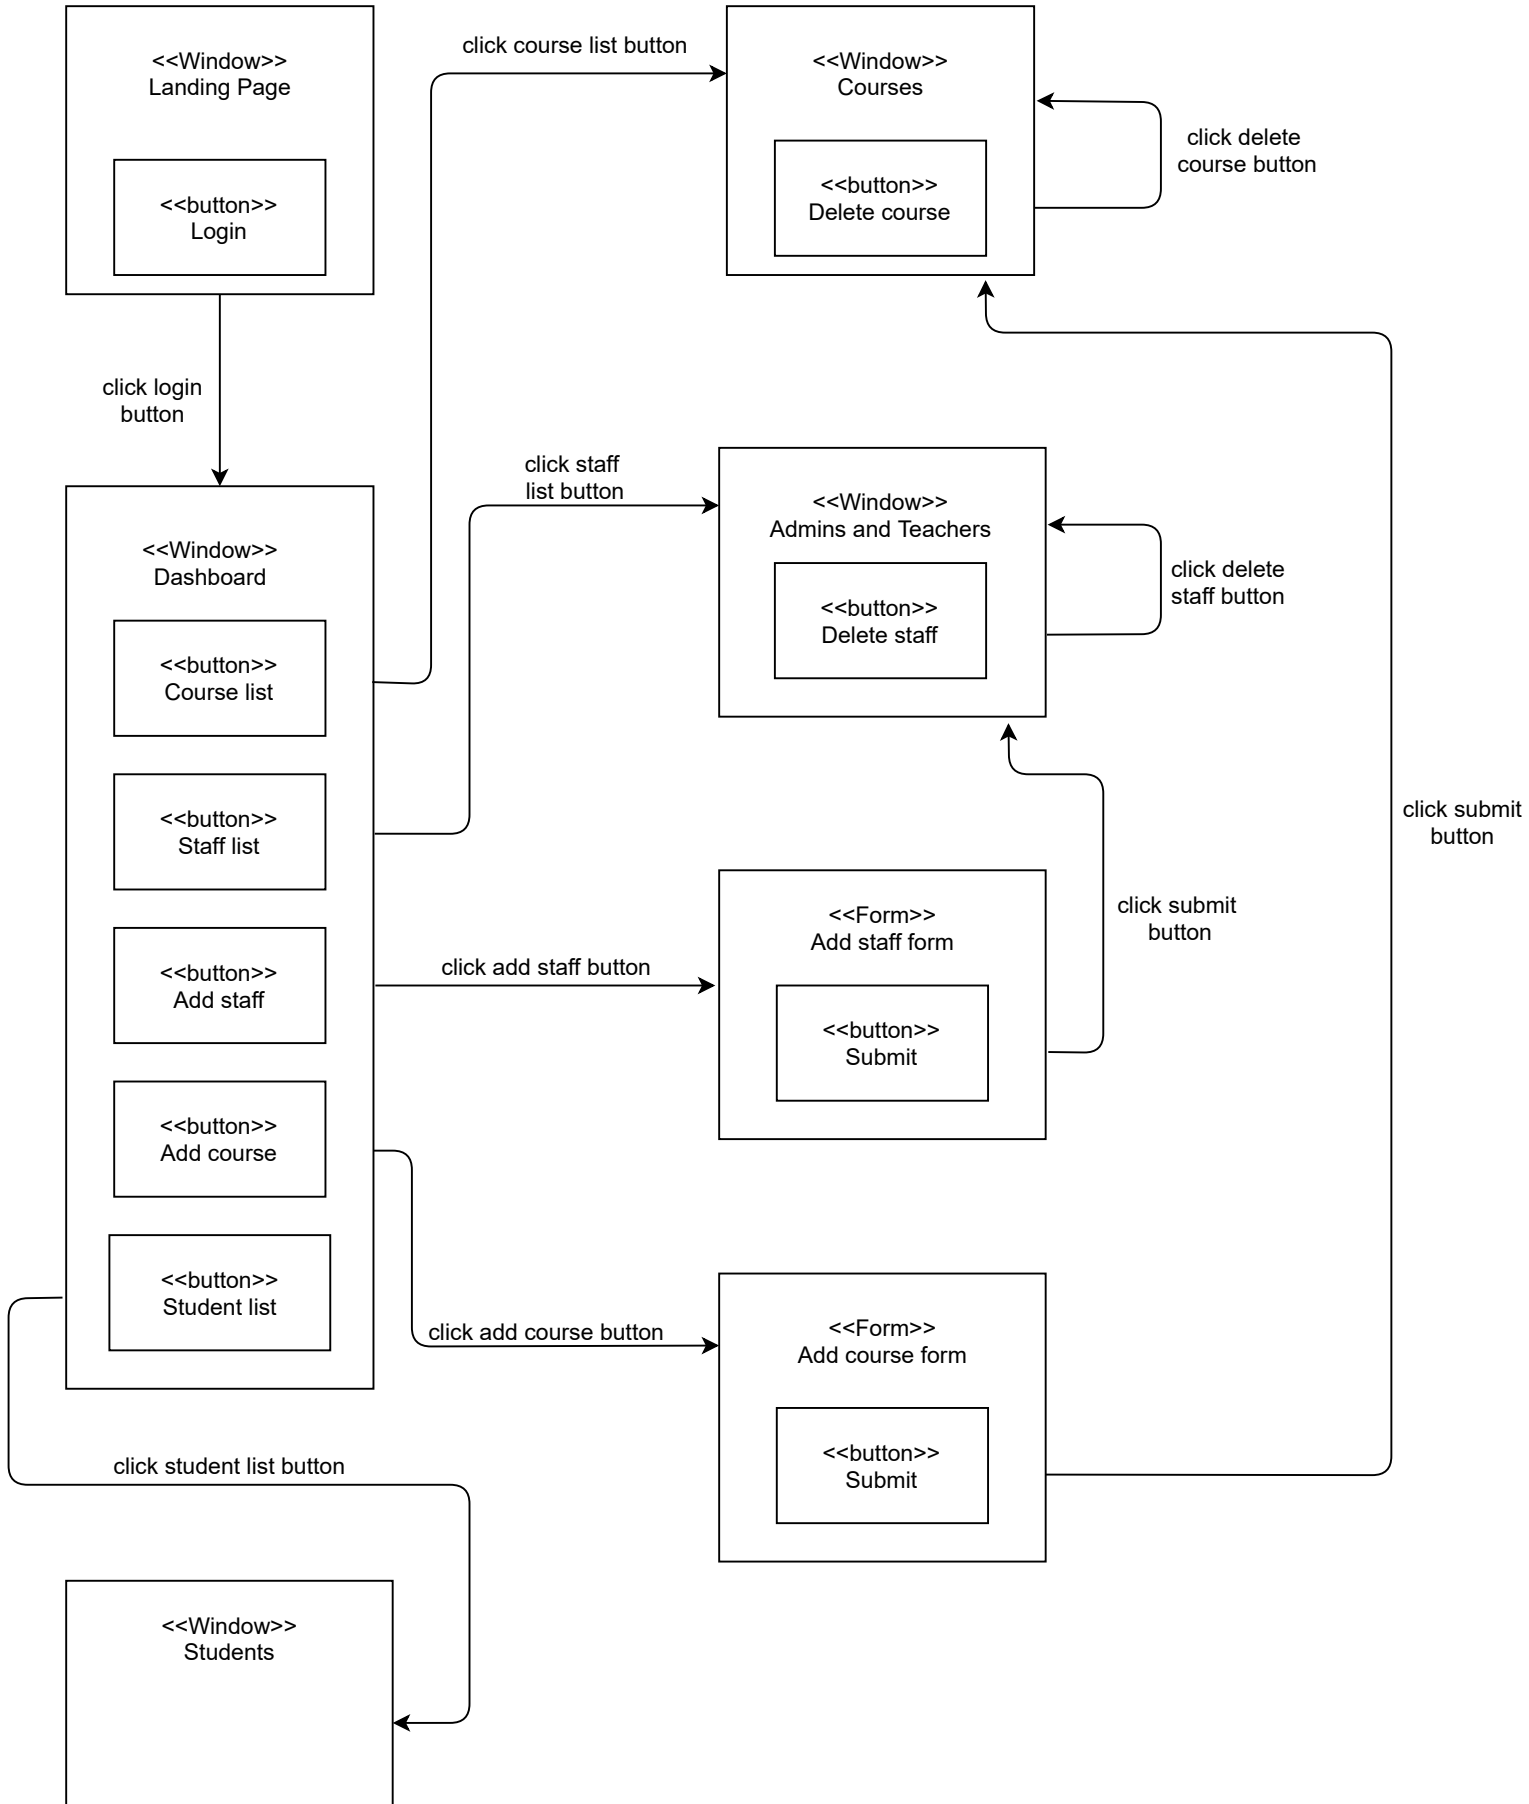 <<Window>>
Landing Page
<<button>>
Login
click login
button
<<Window>>
Dashboard
<<button>>
Course list
<<button>>
Staff list
<<button>>
Add staff
<<button>>
Add course
<<button>>
Student list
click student list button
<<Window>>
Students
click course list button
<<Window>>
Courses
<<button>>
Delete course
click delete
course button
click staff
list button
<<Window>>
Admins and Teachers
<<button>>
Delete staff
click delete
staff button
click add staff button
<<Form>>
Add staff form
<<button>>
Submit
click submit
button
click add course button
<<Form>>
Add course form
<<button>>
Submit
click submit
button